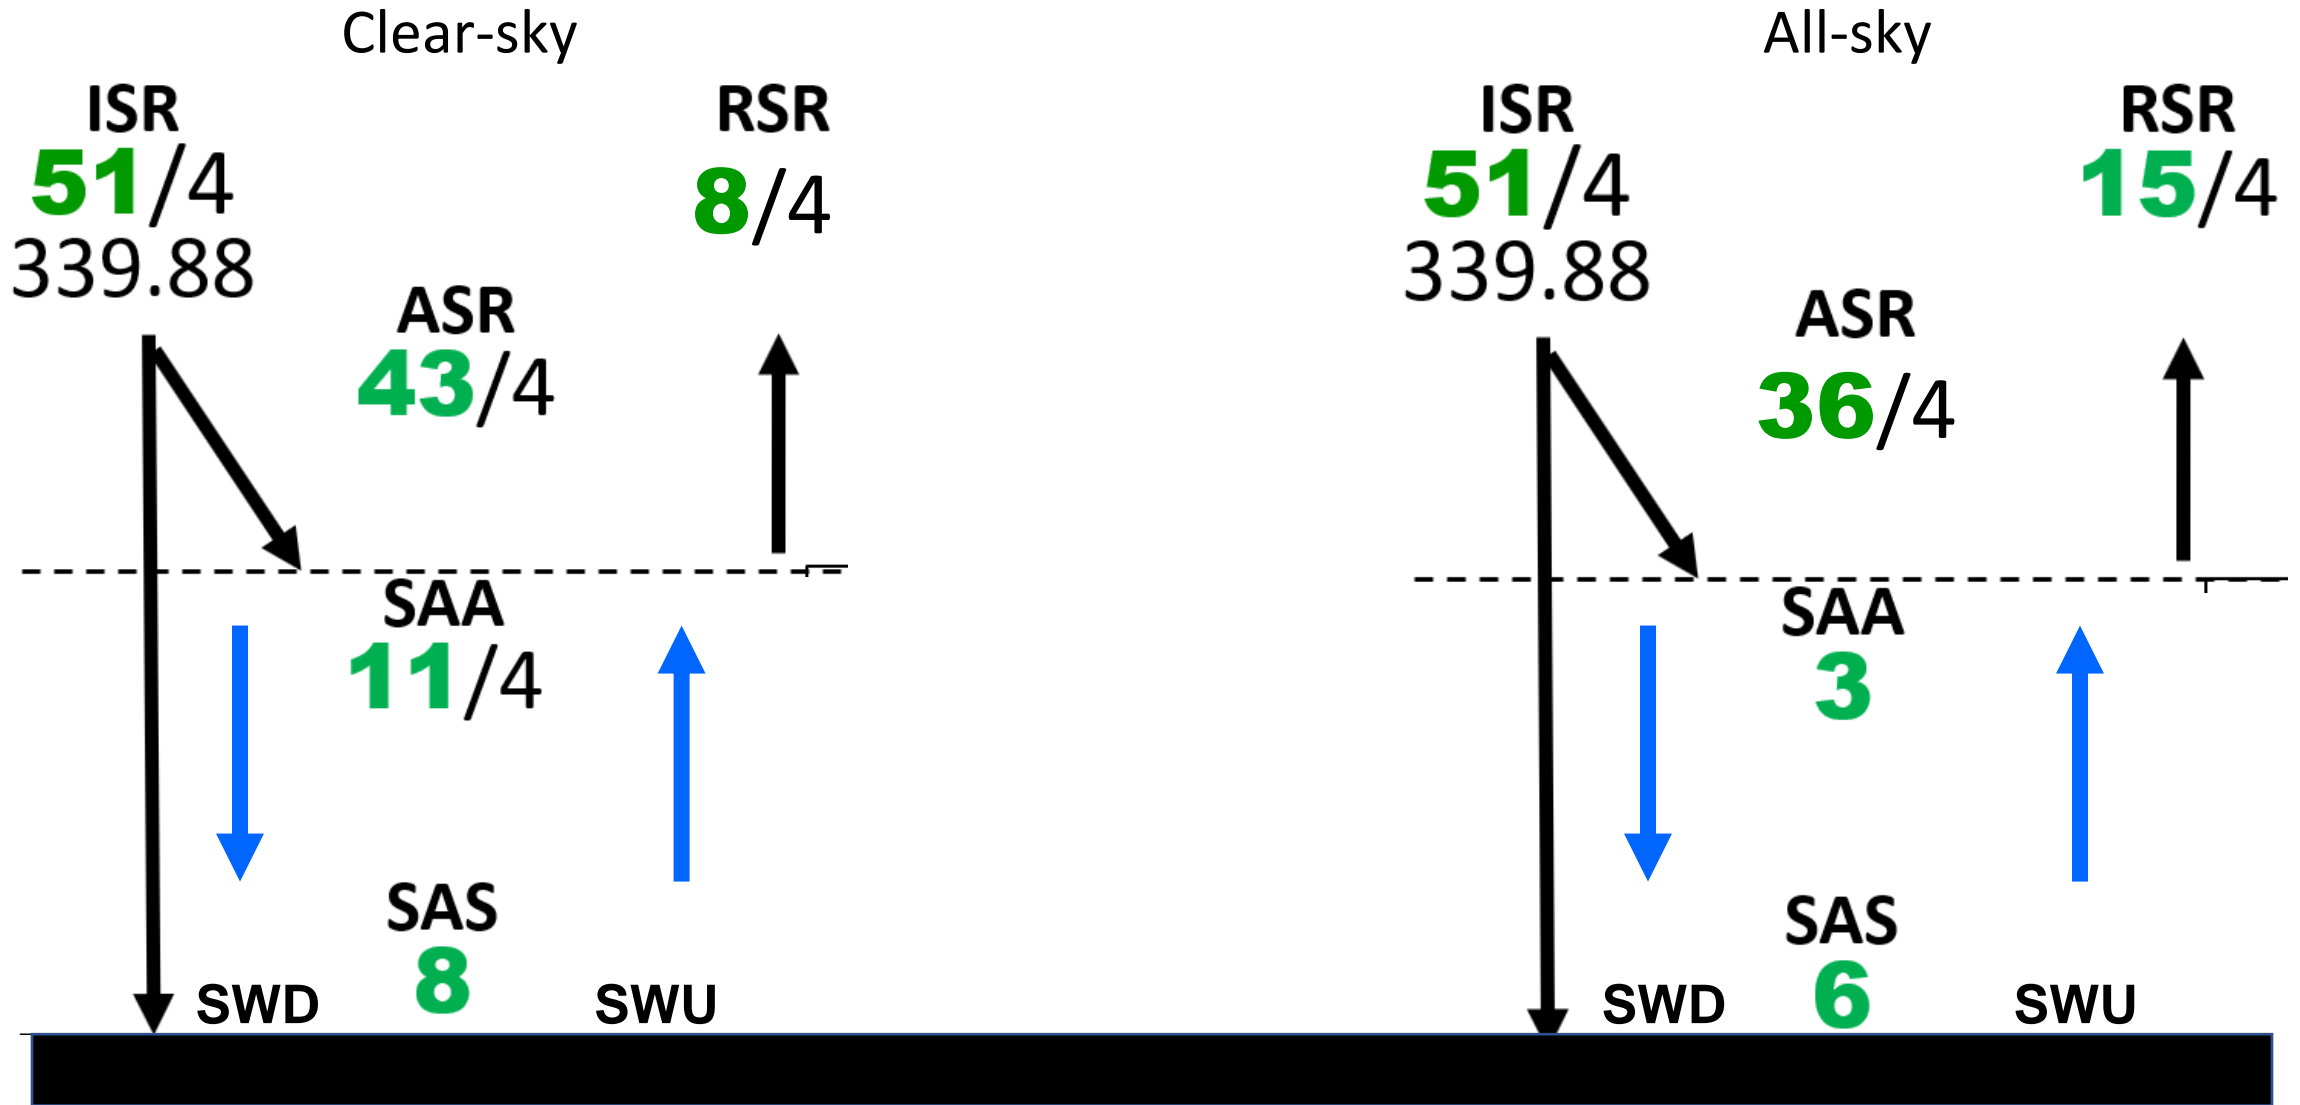 Clear-sky
ISR
51/4
339.88
RSR
8/4
ASR
43/4
SAA
11/4
SAS
8
SWD
SWU
All-sky
ISR
51/4
339.88
RSR
15/4
ASR
36/4
SAA
3
SAS
6
SWD
SWU